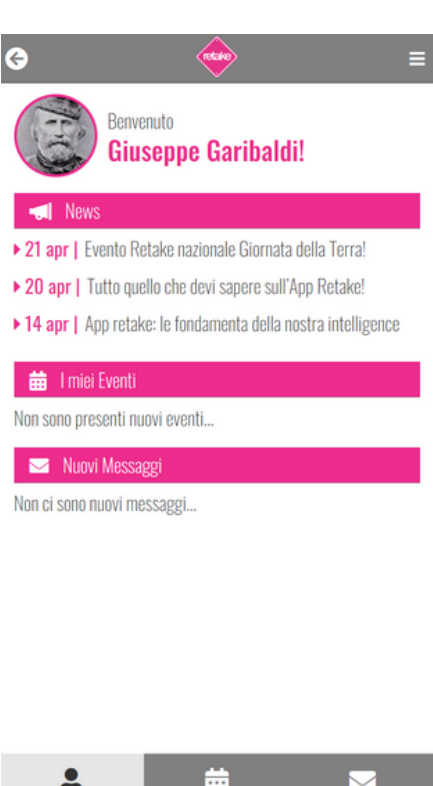 retake
Benvenuto
Giuseppe Garibaldi!
News
21 apr | Evento Retake nazionale Giornata della Terra!
20 apr | Tutto quello che devi sapere sull'App Retake!
14 apr | App retake: le fondamenta della nostra intelligence
I miei Eventi
Non sono presenti nuovi eventi...
Nuovi Messaggi
Non ci sono nuovi messaggi...